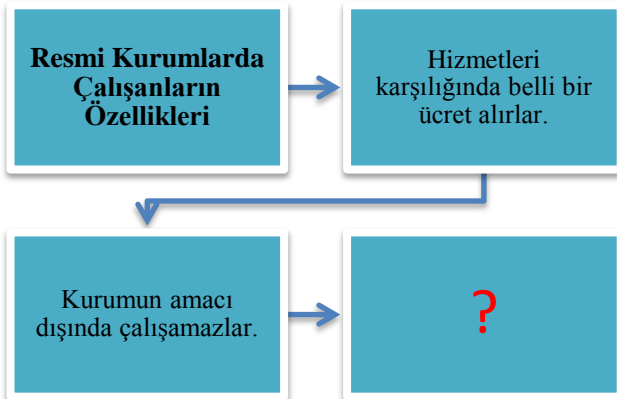 Resmi Kurumlarda
Çalışanların
Özellikleri
Hizmetleri
karşılığında belli bir
ücret alırlar.
Kurumun amacı
dışında çalışamazlar.
?